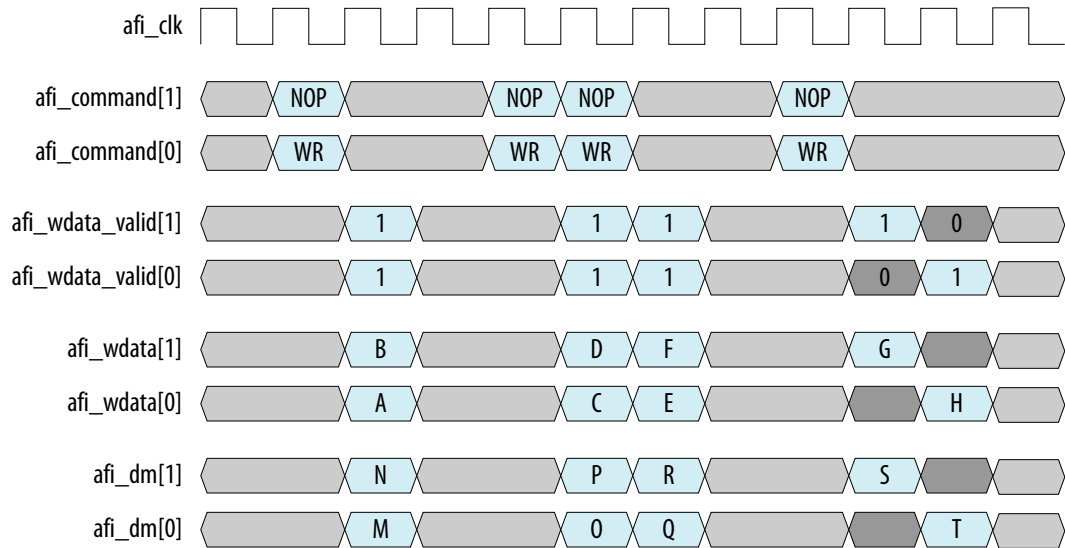 afi_clk
afi_command[1] NOP NOP NOP NOP
afi_command[0] WR WR WR WR
afi_wdata_valid[1] 1 1 1 1 0
afi_wdata_valid[0] 1 1 1 0 1
afi_wdata[1] B D F G
afi_wdata[0] A C E H
afi_dm[1] N P R S
afi_dm[0] M O Q T